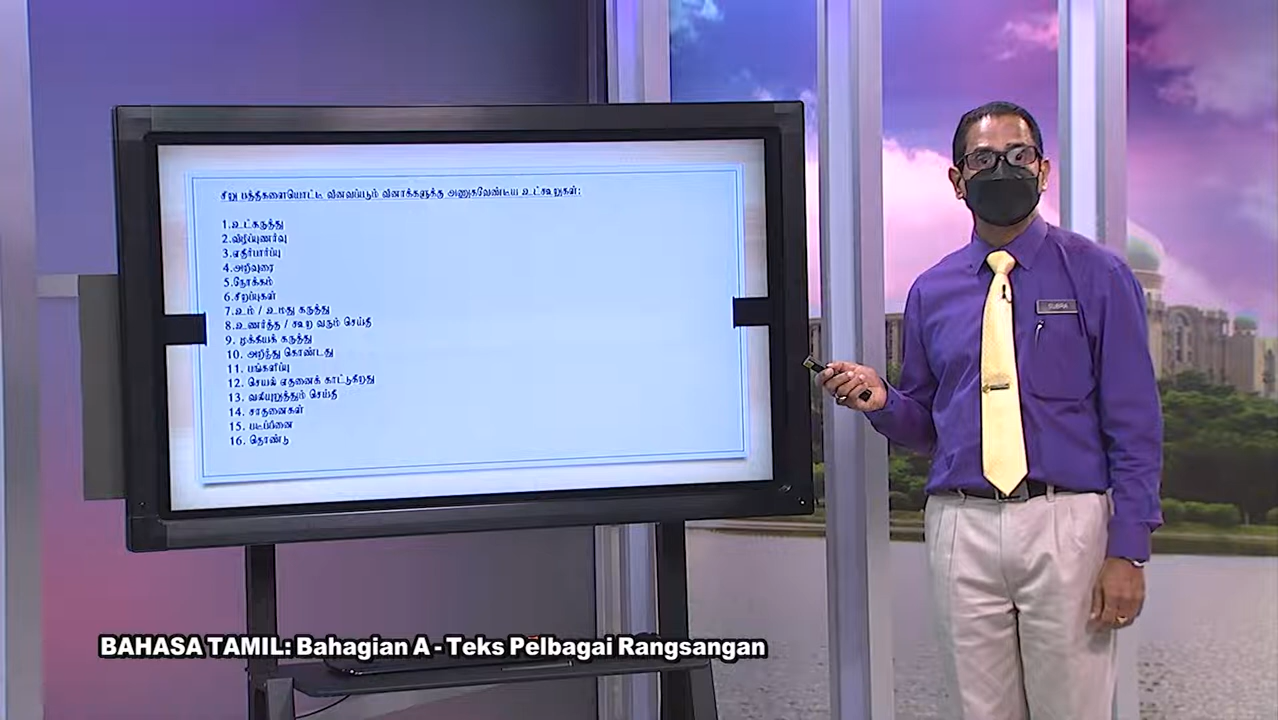 சிறு பத்திகளையொட்டி வினவப்படும் வினாக்களுக்கு அணுகவேண்டிய உட்கூறுகள்:
1.உட்கருத்து
2.விழிப்புணர்வு
3.எதிர்பார்ப்பு
4.அறிவுரை
5.நோக்கம்
6.சிறப்புகள்
7.உம் / உமது கருத்து
8.உணர்த்த / கூற வரும் செய்தி
9. முக்கியக் கருத்து
10. அறிந்து கொண்டது
11. பங்களிப்பு
12. செயல் எதனைக் காட்டுகிறது
13. வலியுறுத்தும் செய்தி
14. சாதனைகள்
15. படிப்பினை
16. தொண்டு
SUBRA
BAHASA TAMIL: Bahagian A - Teks Pelbagai Rangsangan